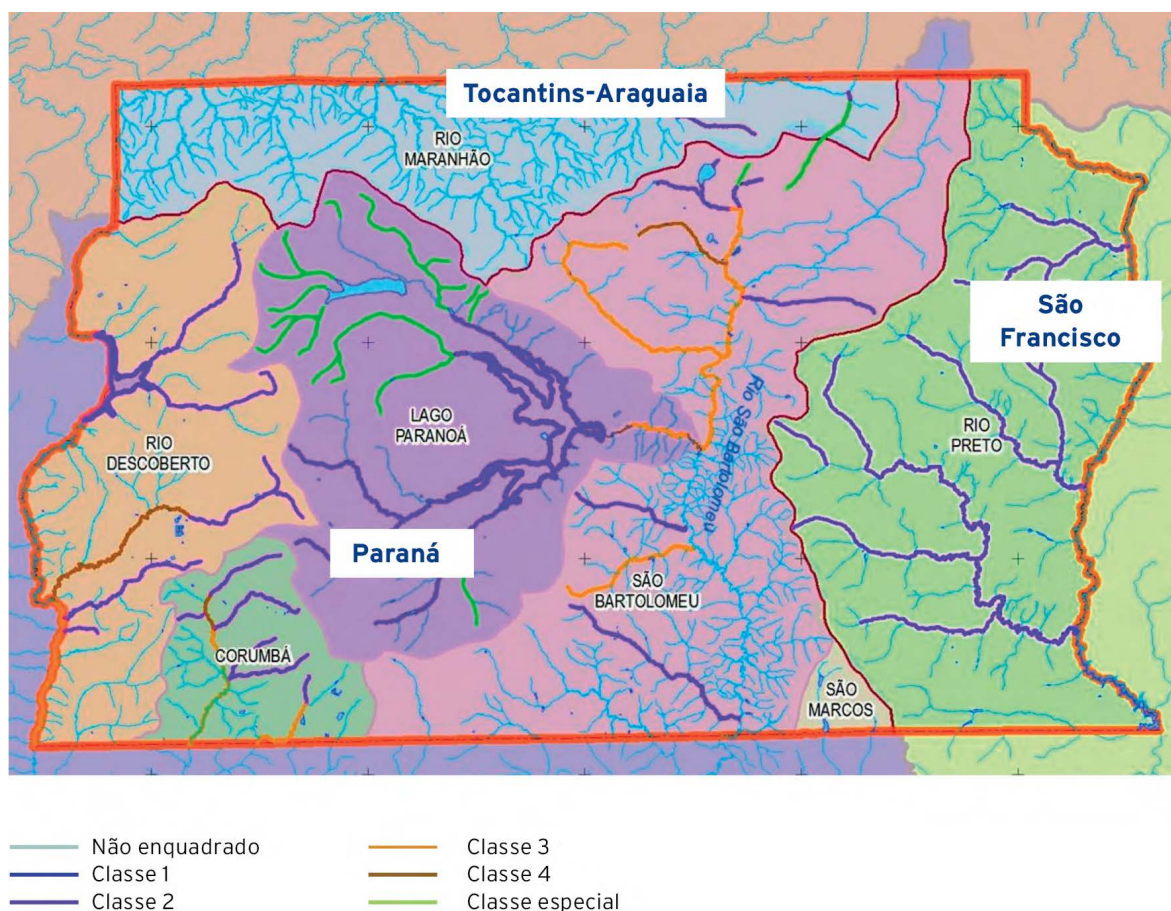 Tocantins-Araguaia
RIO
MARANHÃO
São
Francisco
RIO
DESCOBERTO
LAGO
PARANOÁ
Rio São Bartolomeu
RIO
PRETO
Paraná
SÃO
BARTOLOMEU
CORUMBÁ
SÃO
MARCOS
Não enquadrado
Classe 1
Classe 2
Classe 3
Classe 4
Classe especial